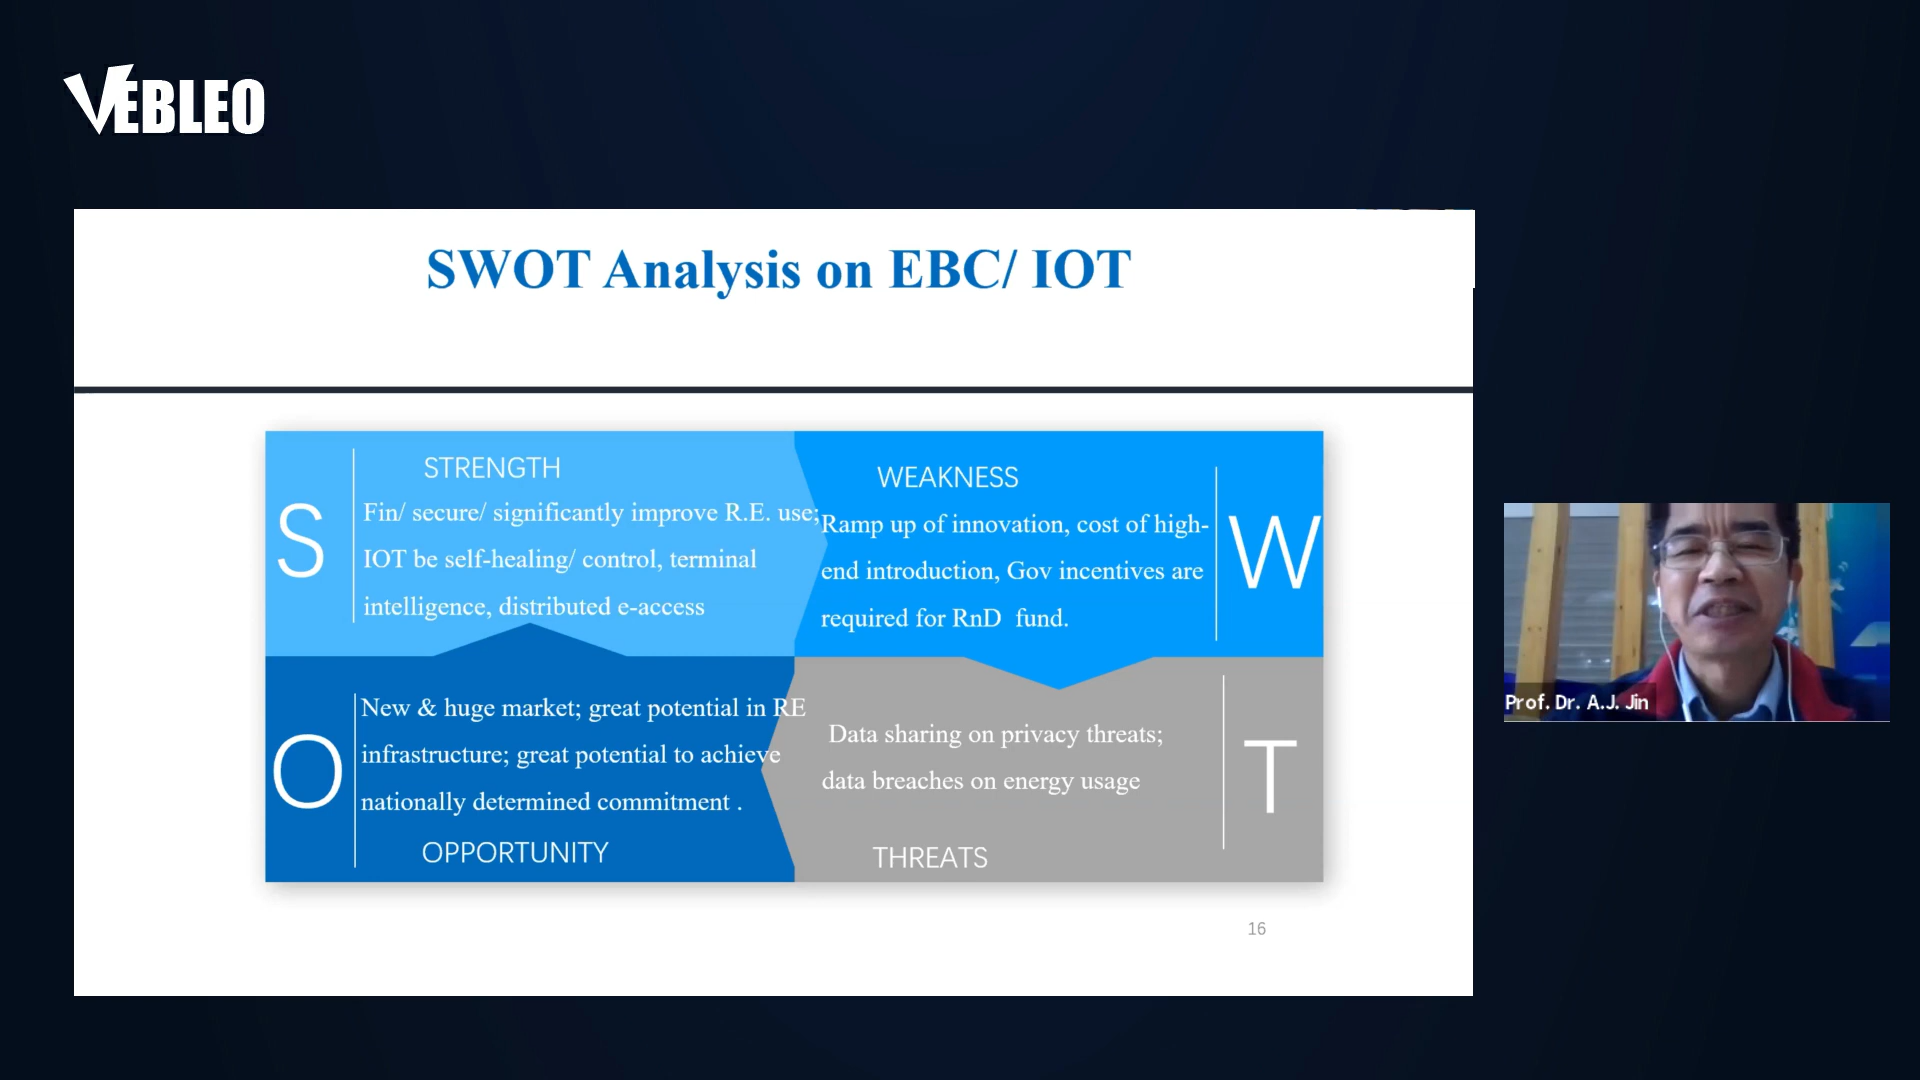 VEBLEO
SWOT Analysis on EBC/ IOT
S
STRENGTH
Fin/ secure/ significantly improve R.E. use;
IOT be self-healing/ control, terminal
intelligence, distributed e-access
WEAKNESS
Ramp up of innovation, cost of high-
end introduction, Gov incentives are
required for RnD  fund.
W
O
New & huge market; great potential in RE
infrastructure; great potential to achieve
nationally determined commitment .
OPPORTUNITY
Data sharing on privacy threats;
data breaches on energy usage
THREATS
T
16
Prof. Dr. A.J. Jin